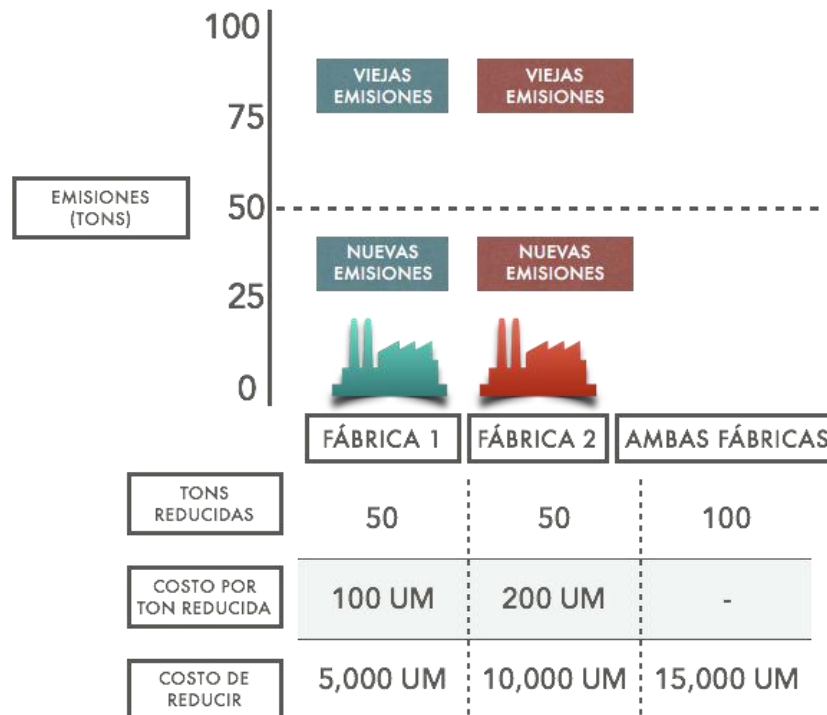 100
VIEJAS
EMISIONES
VIEJAS
EMISIONES
75
EMISIONES
(TONS)
50
NUEVAS
EMISIONES
NUEVAS
EMISIONES
25
0
FÁBRICA 1
FÁBRICA 2
AMBAS FÁBRICAS
TONS
REDUCIDAS
50
50
100
COSTO POR
TON REDUCIDA
100 UM
200 UM
-
COSTO DE
REDUCIR
5,000 UM
10,000 UM
15,000 UM